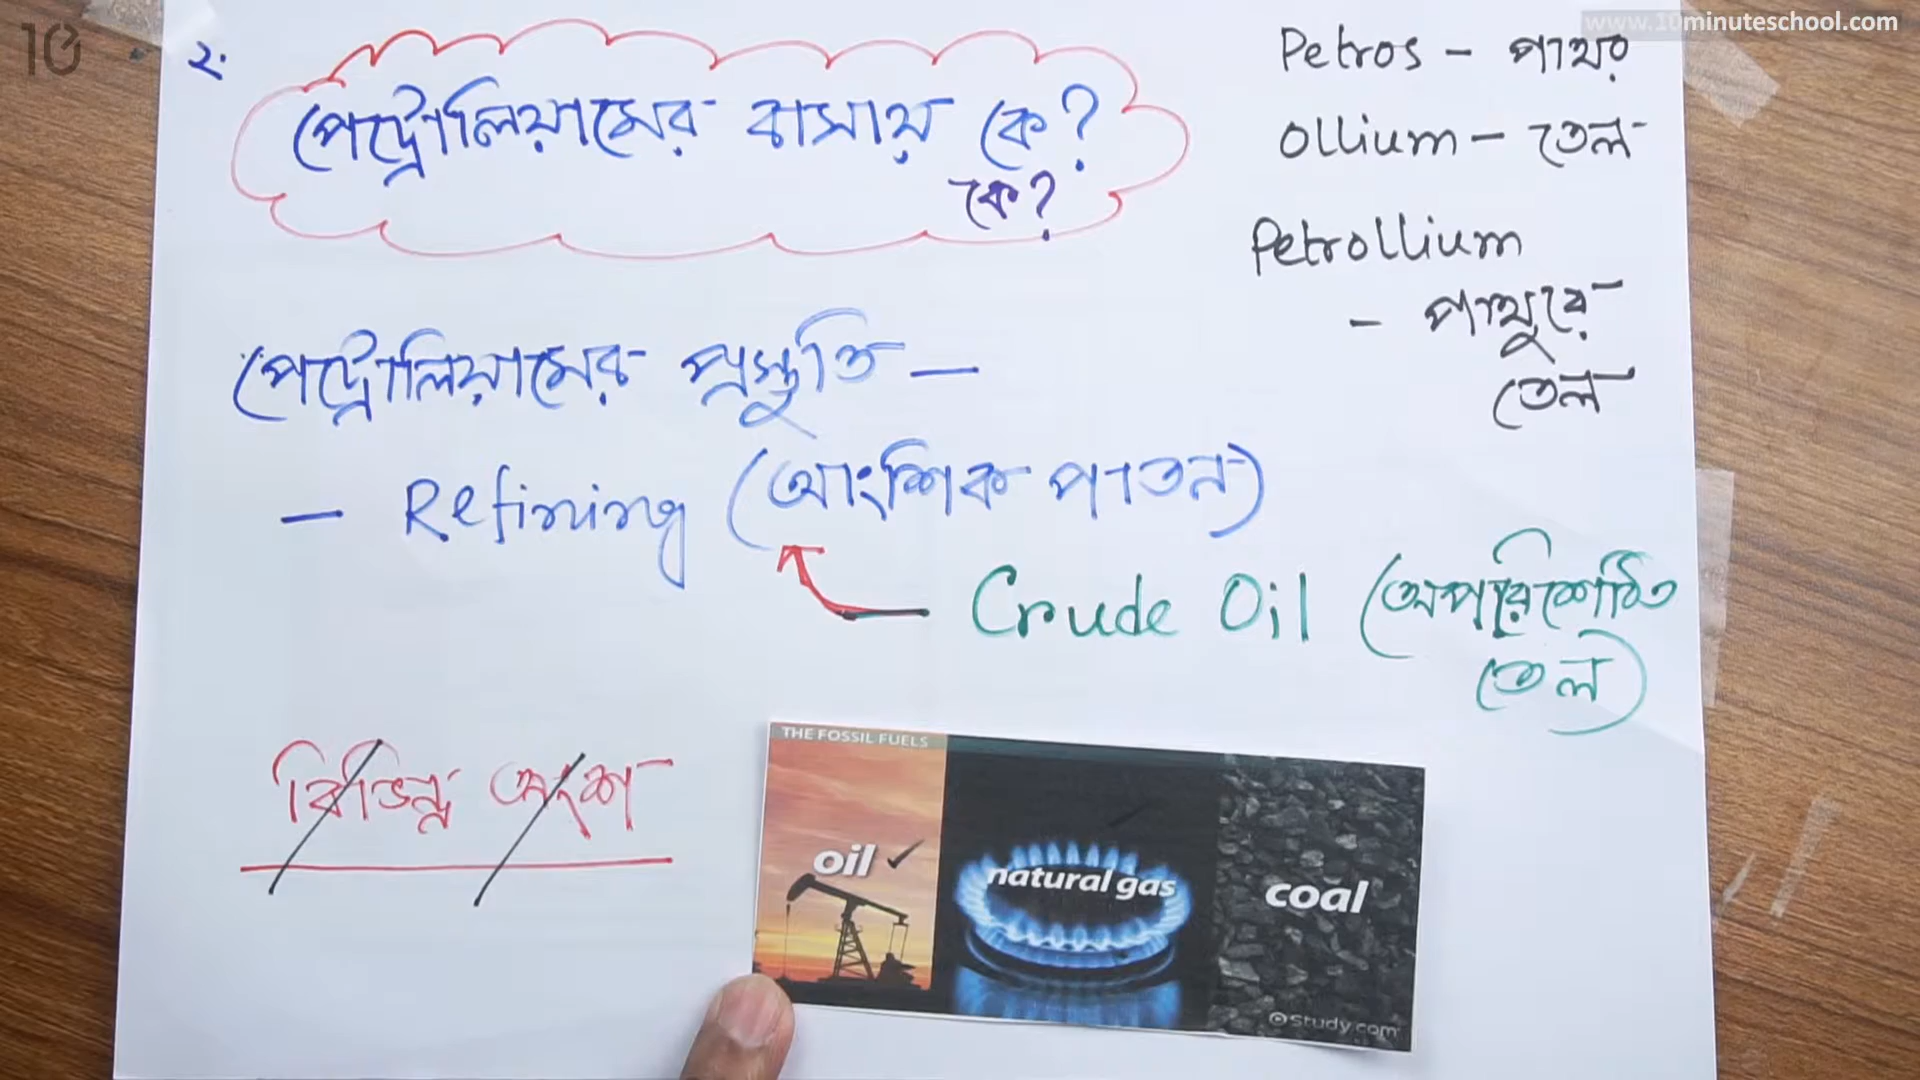 10
www.10minuteschool.com
২.
পেট্রোলিয়ামের বাসায় কে?
কে?
Petros - পাথর
Ollium - তেল
Petrollium
- পাথুরে
তেল
পেট্রোলিয়ামের প্রস্তুতি -
- Refining (আংশিক পাতন)
Crude Oil (অপরিশোধিত
তেল)
বিভিন্ন অংশ
THE FOSSIL FUELS
oil
natural gas
coal
Study.com